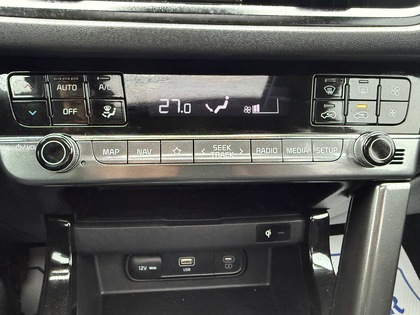 AUTO A/C
OFF
27.0
MAP NAV SEEK RADIO MEDIA SETUP
TRACK
12V USB